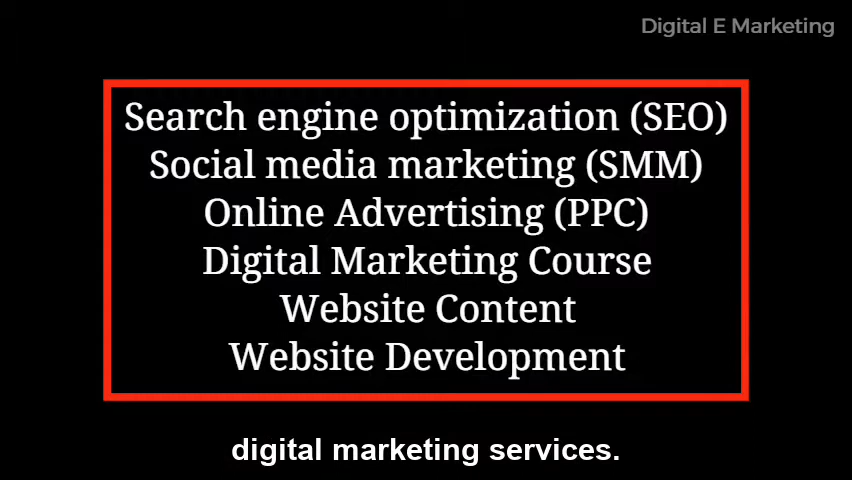 Digital E Marketing
Search engine optimization (SEO)
Social media marketing (SMM)
Online Advertising (PPC)
Digital Marketing Course
Website Content
Website Development
digital marketing services.